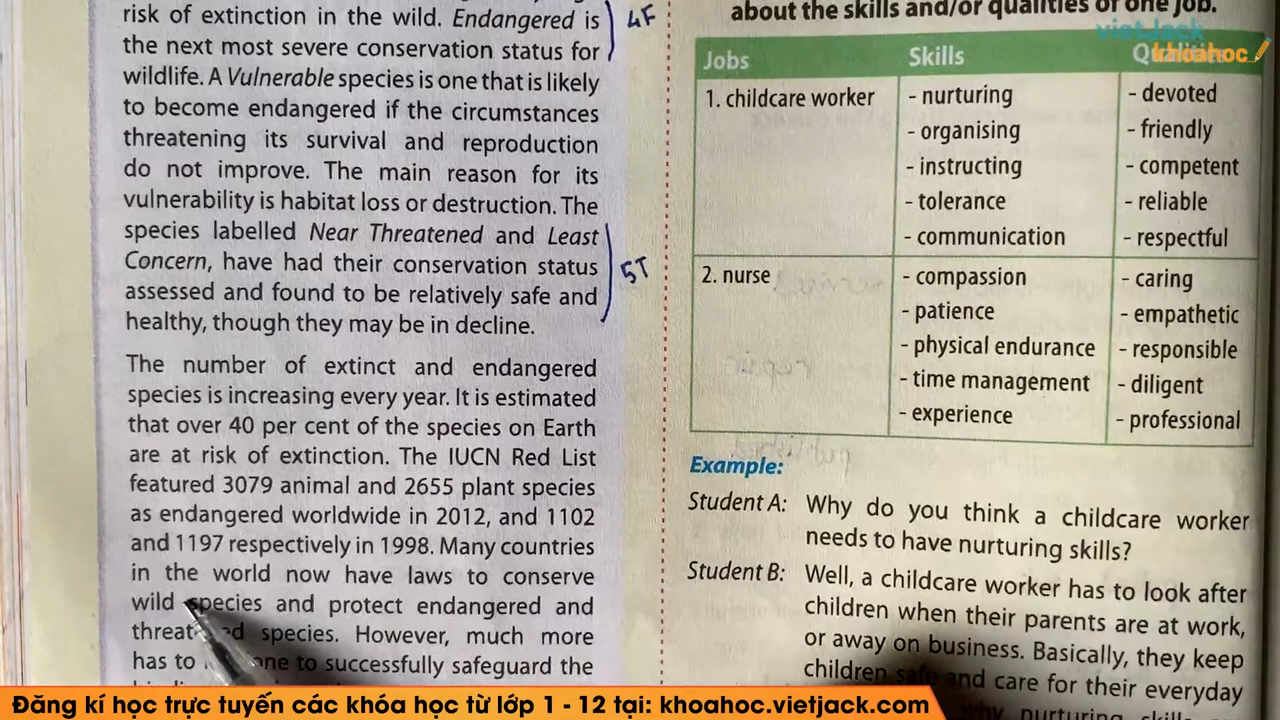 risk of extinction in the wild. Endangered is
the next most severe conservation status for
wildlife. A Vulnerable species is one that is likely
to become endangered if the circumstances
threatening its survival and reproduction
do not improve. The main reason for its
vulnerability is habitat loss or destruction. The
species labelled Near Threatened and Least
Concern, have had their conservation status
assessed and found to be relatively safe and
healthy, though they may be in decline.
4F
5T
The number of extinct and endangered
species is increasing every year. It is estimated
that over 40 per cent of the species on Earth
are at risk of extinction. The IUCN Red List
featured 3079 animal and 2655 plant species
as endangered worldwide in 2012, and 1102
and 1197 respectively in 1998. Many countries
in the world now have laws to conserve
wild species and protect endangered and
species. However, much more
has to to successfully safeguard the
about the skills and/or qualities of one job.
vietJack
khoahoc
Jobs Skills
1. childcare worker
- nurturing
- organising
- instructing
- tolerance
- communication
- devoted
- friendly
- competent
- reliable
- respectful
2. nurse
- compassion
- patience
- physical endurance
- time management
- experience
- caring
- empathetic
- responsible
- diligent
- professional
Example:
Student A: Why do you think a childcare worker
needs to have nurturing skills?
Student B: Well, a childcare worker has to look after
children when their parents are at work,
or away on business. Basically, they keep
children safe and care for their everyday
why nurturing
Đăng kí học trực tuyến các khóa học từ lớp 1 - 12 tại: khoahoc.vietjack.com